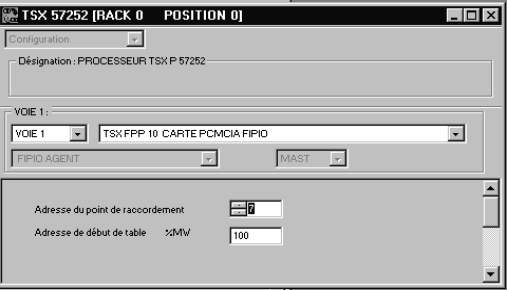 TSX 57252 [RACK 0 POSITION 0]
Configuration
Désignation : PROCESSEUR TSX P 57252
VOIE 1 :
VOIE 1 TSX FPP 10 CARTE PCMCIA FIPIO
FIPIO AGENT MAST
Adresse du point de raccordement 7
Adresse de début de table %MW 100